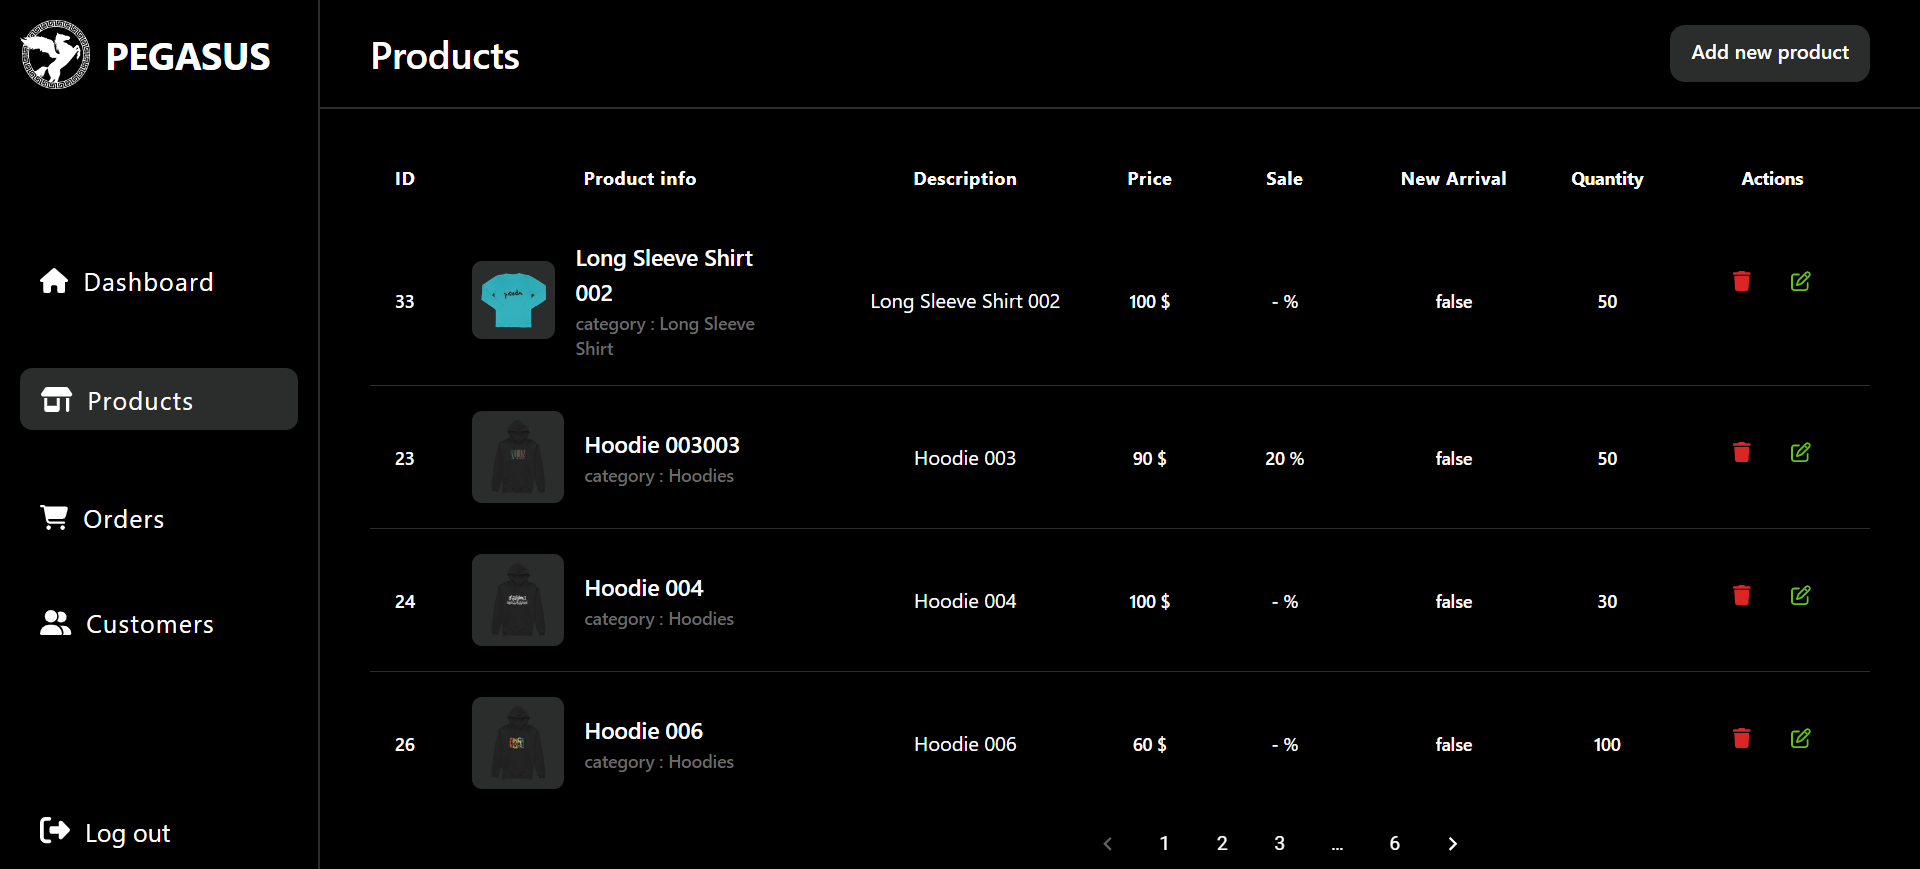 PEGASUS
Products
Add new product
ID Product info Description Price Sale New Arrival Quantity Actions
Dashboard
Products
Orders
Customers
Log out
33 Long Sleeve Shirt 002 Long Sleeve Shirt 002 100 $ - % false 50
category : Long Sleeve
Shirt
23 Hoodie 003003 Hoodie 003 90 $ 20 % false 50
category : Hoodies
24 Hoodie 004 Hoodie 004 100 $ - % false 30
category : Hoodies
26 Hoodie 006 Hoodie 006 60 $ - % false 100
category : Hoodies
1 2 3 ... 6